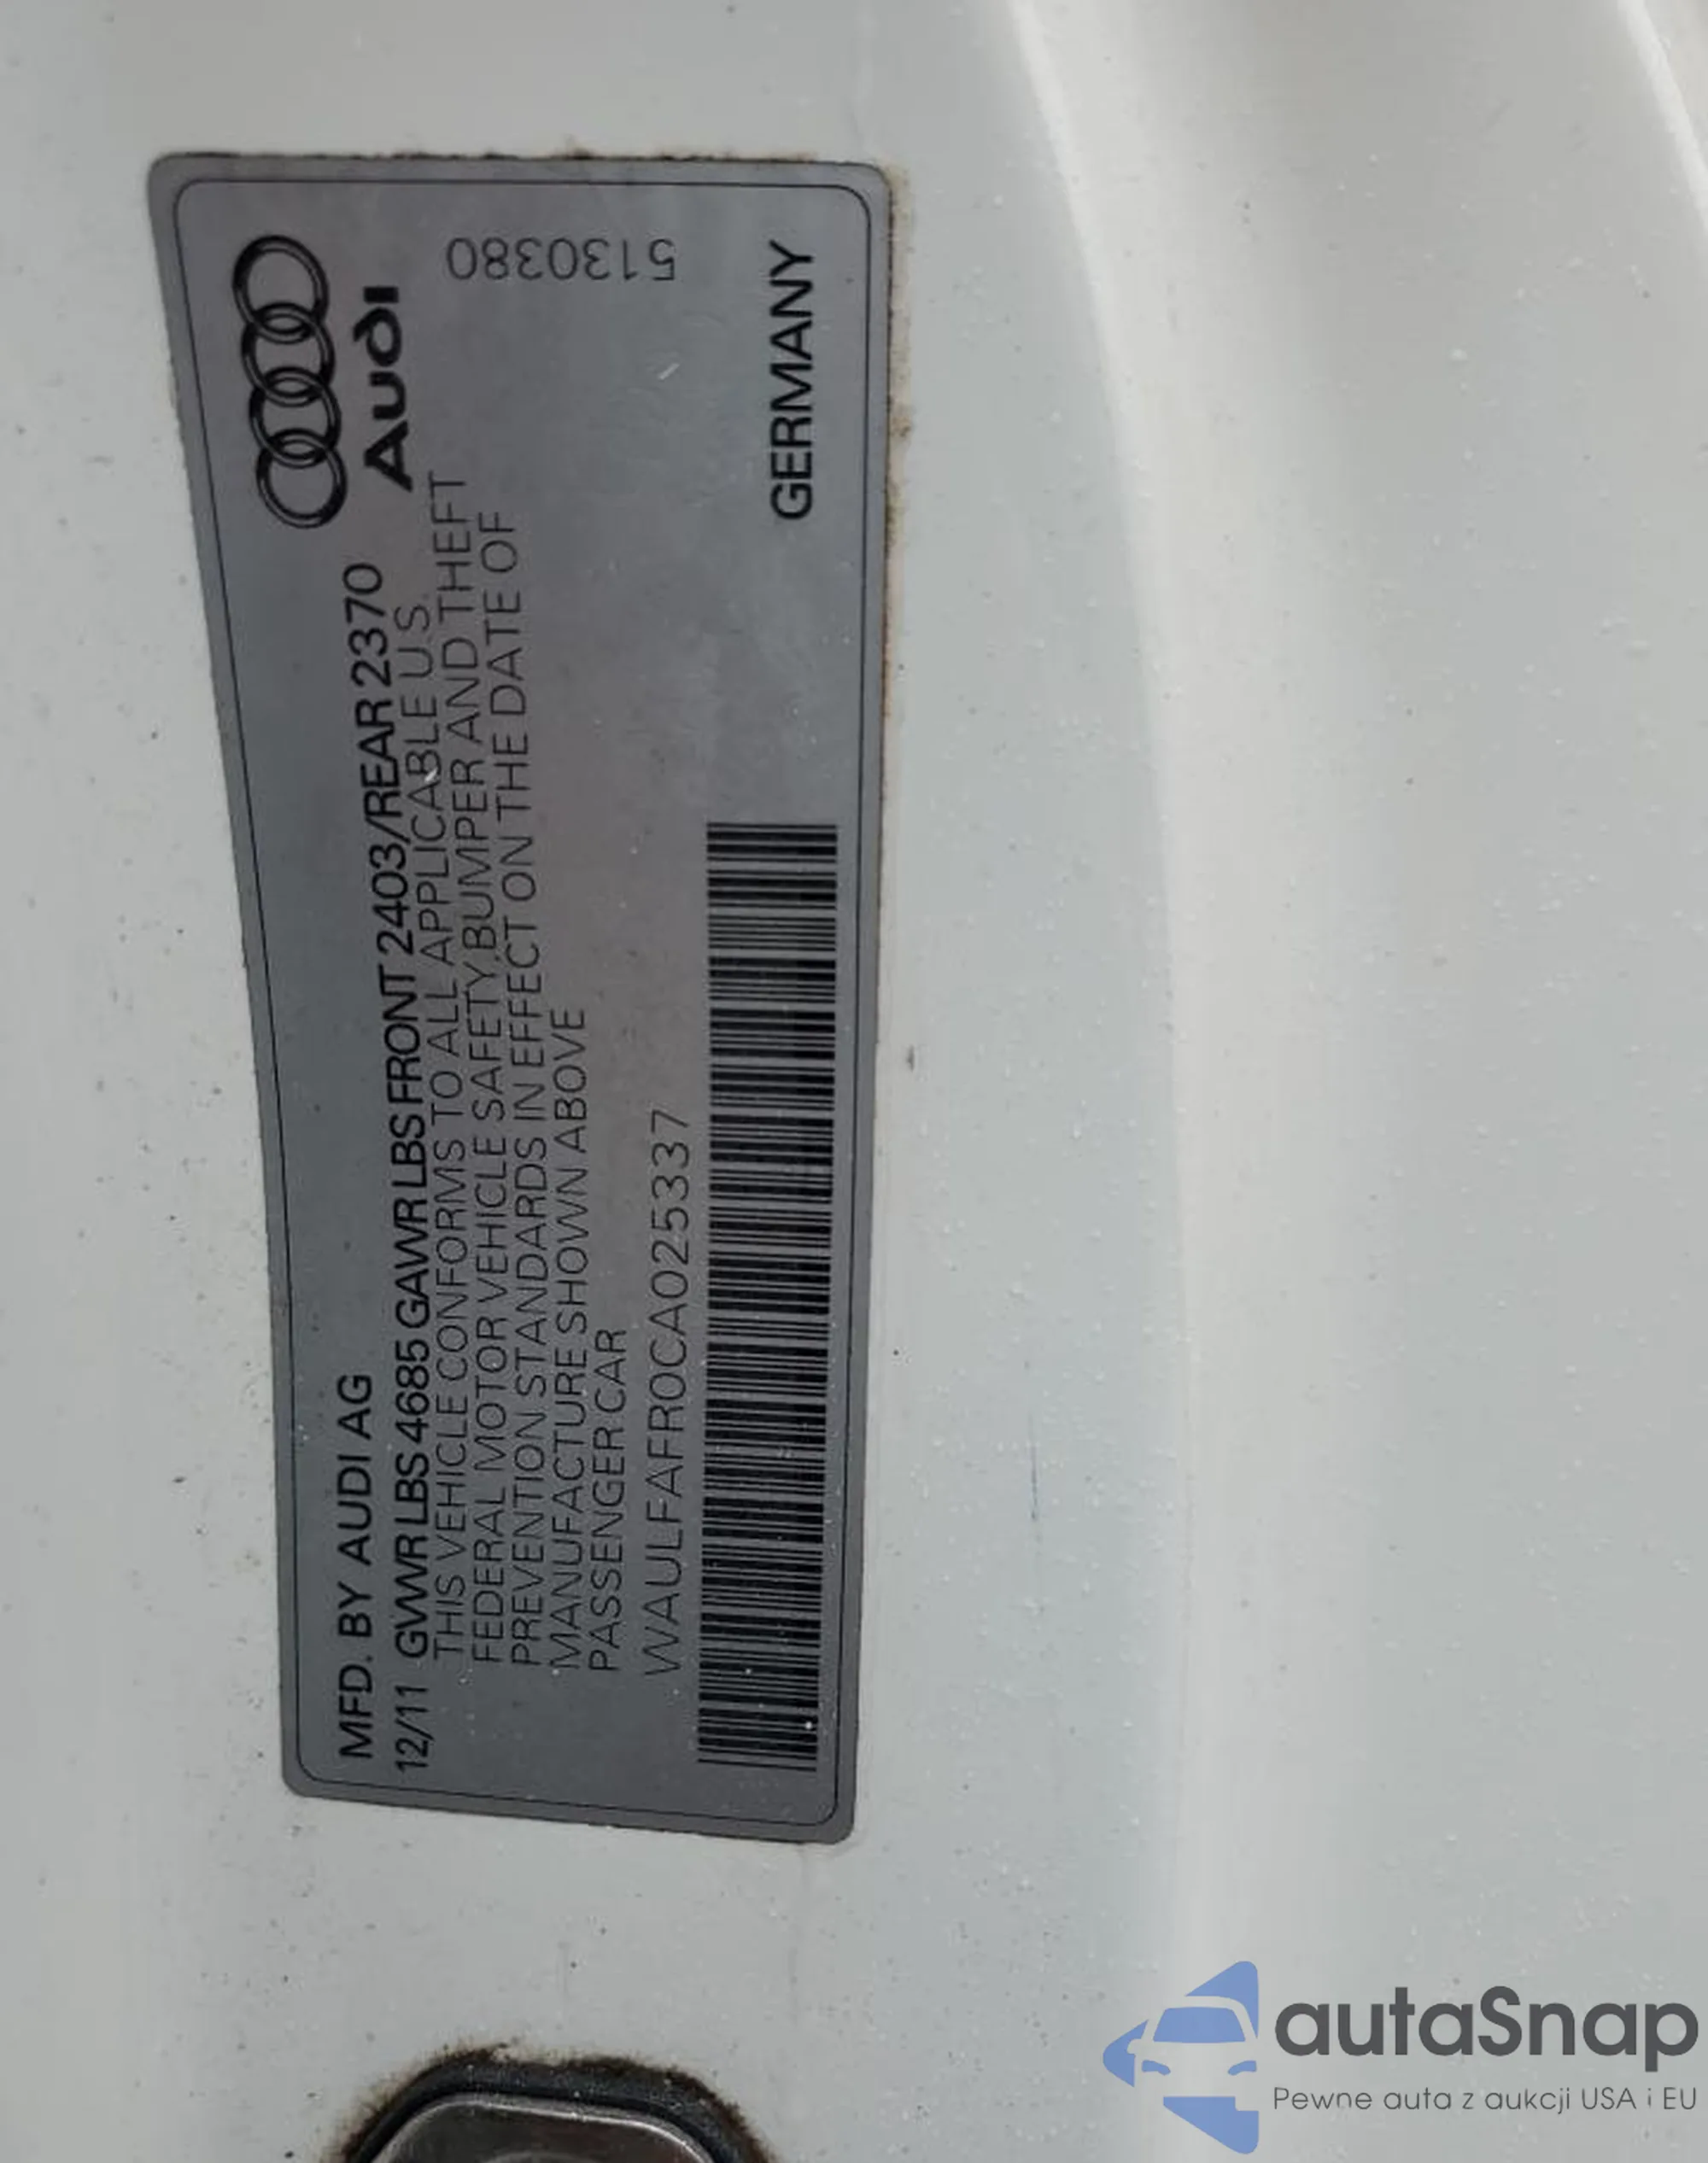 Audi
MFD. BY AUDI AG
12/11 GWWR LBS 4685 GAWR LBS FRONT 2403/REAR 2370
THIS VEHICLE CONFORMS TO ALL APPLICABLE U.S.
FEDERAL MOTOR VEHICLE SAFETY,BUMPER AND THEFT
PREVENTION STANDARDS IN EFFECT ON THE DATE OF
MANUFACTURE SHOWN ABOVE
PASSENGER CAR
WAULFAFR0CA025337
5130380
GERMANY
autaSnap
Pewne auta z aukcji USA i EU